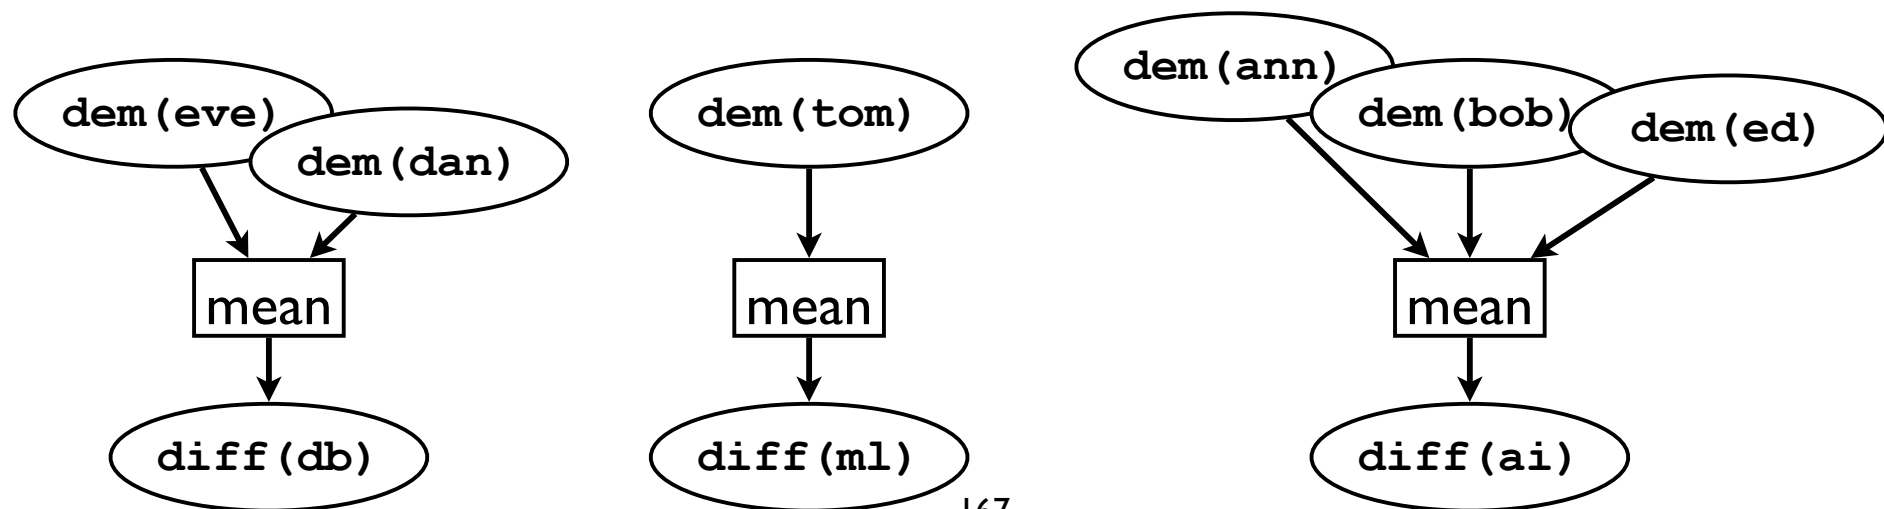 dem(eve)
dem(dan)
mean
diff(db)
dem(tom)
mean
diff(ml)
dem(ann)
dem(bob)
dem(ed)
mean
diff(ai)
167